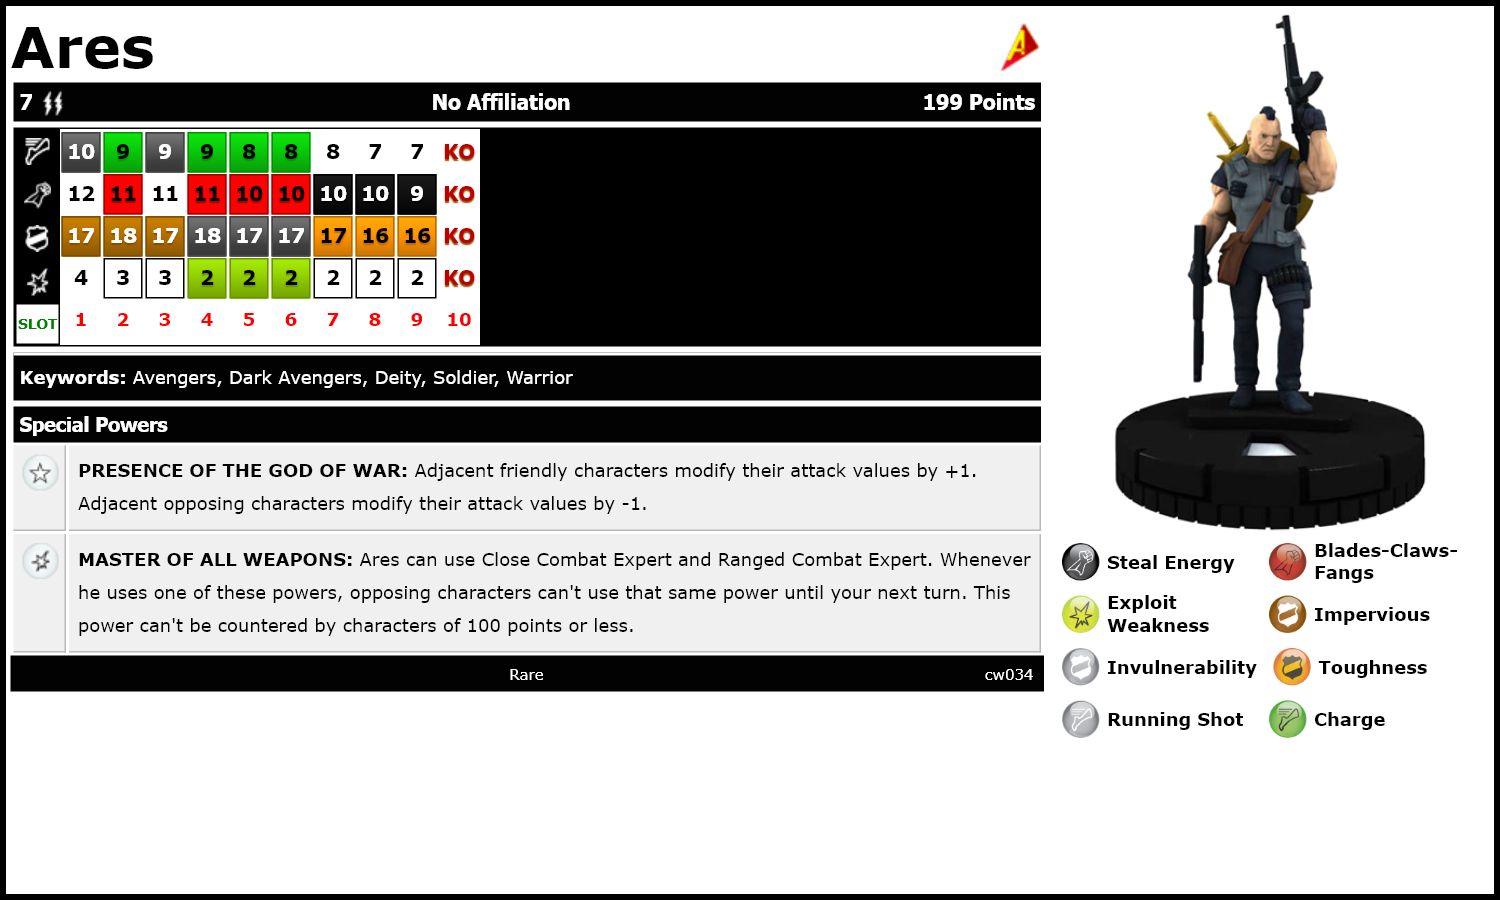 Ares
A
7 No Affiliation 199 Points
10 9 9 9 8 8 8 7 7 KO
12 11 11 11 10 10 10 10 9 KO
17 18 17 18 17 17 17 16 16 KO
4 3 3 2 2 2 2 2 2 KO
SLOT 1 2 3 4 5 6 7 8 9 10
Keywords: Avengers, Dark Avengers, Deity, Soldier, Warrior
Special Powers
PRESENCE OF THE GOD OF WAR: Adjacent friendly characters modify their attack values by +1.
Adjacent opposing characters modify their attack values by -1.
MASTER OF ALL WEAPONS: Ares can use Close Combat Expert and Ranged Combat Expert. Whenever
he uses one of these powers, opposing characters can't use that same power until your next turn. This
power can't be countered by characters of 100 points or less.
Rare cw034
Steal Energy
Blades-Claws-
Fangs
Exploit
Weakness
Impervious
Invulnerability
Toughness
Running Shot
Charge